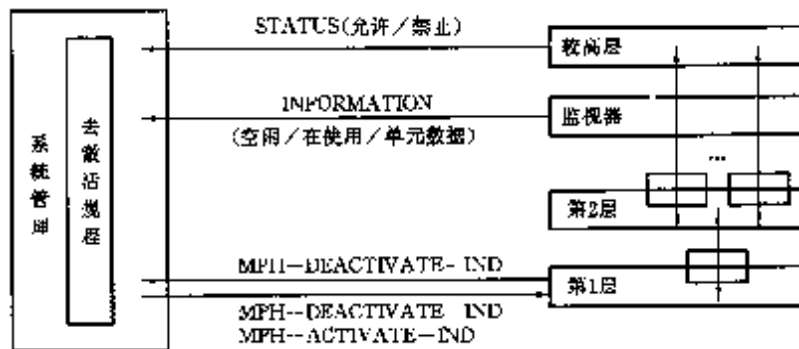 STATUS(允许／禁止)
较高层
INFORMATION
监视器
(空闲／在使用／单元数据)
系统管理
去激活规程
...
第2层
MPH—DEACTIVATE—IND
第1层
MPH--DEACTIVATE IND
MPH--ACTIVATE—IND